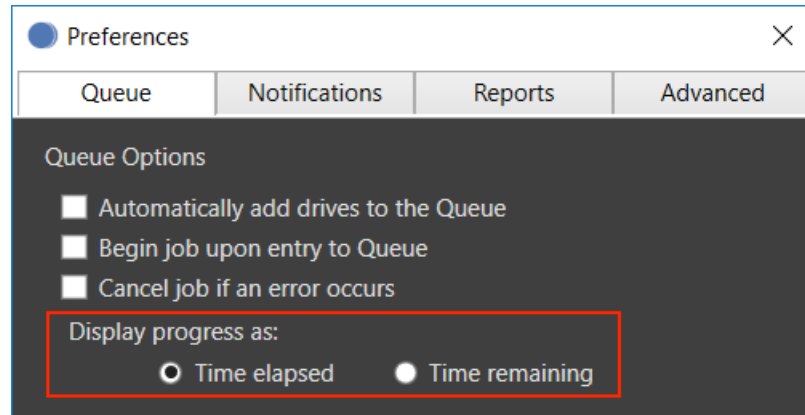 Preferences
Queue Notifications Reports Advanced
Queue Options
Automatically add drives to the Queue
Begin job upon entry to Queue
Cancel job if an error occurs
Display progress as:
Time elapsed Time remaining